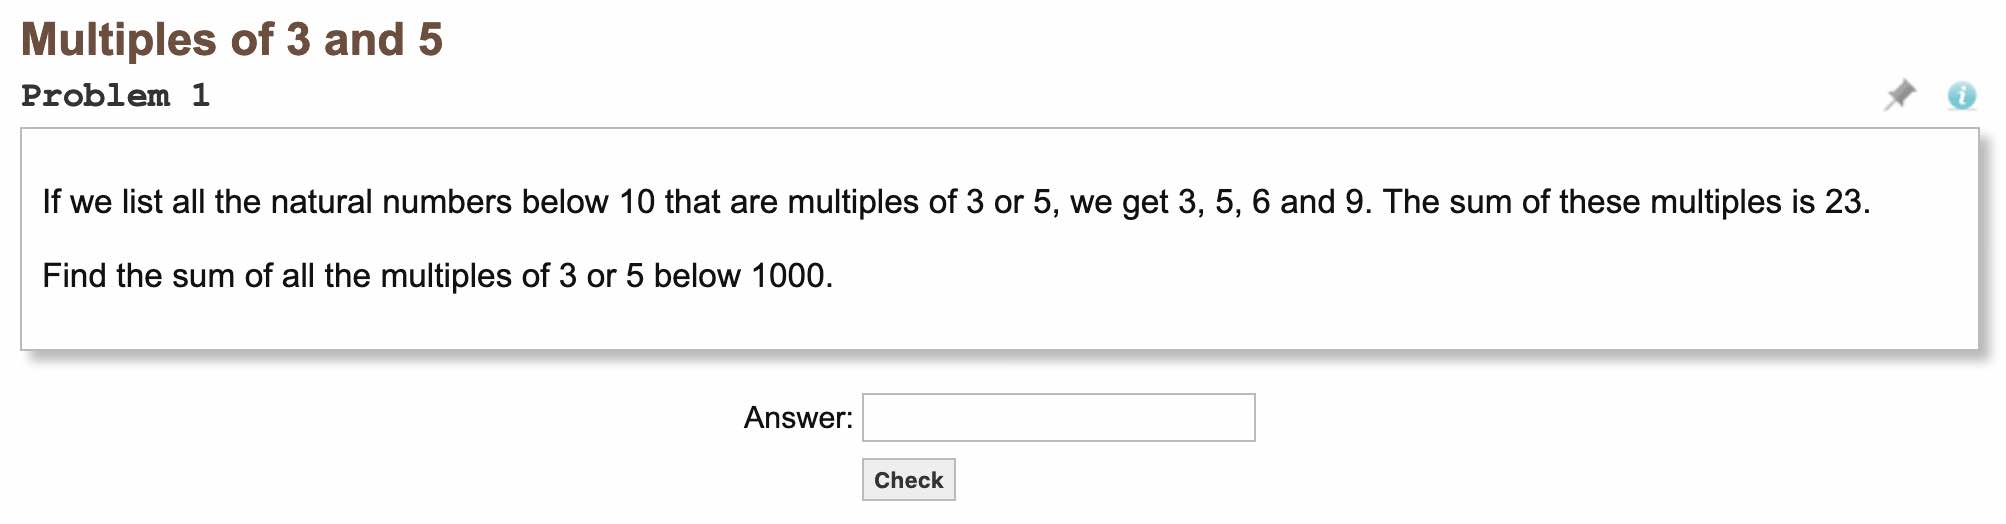 Multiples of 3 and 5
Problem 1
If we list all the natural numbers below 10 that are multiples of 3 or 5, we get 3, 5, 6 and 9. The sum of these multiples is 23.
Find the sum of all the multiples of 3 or 5 below 1000.
Answer:
Check